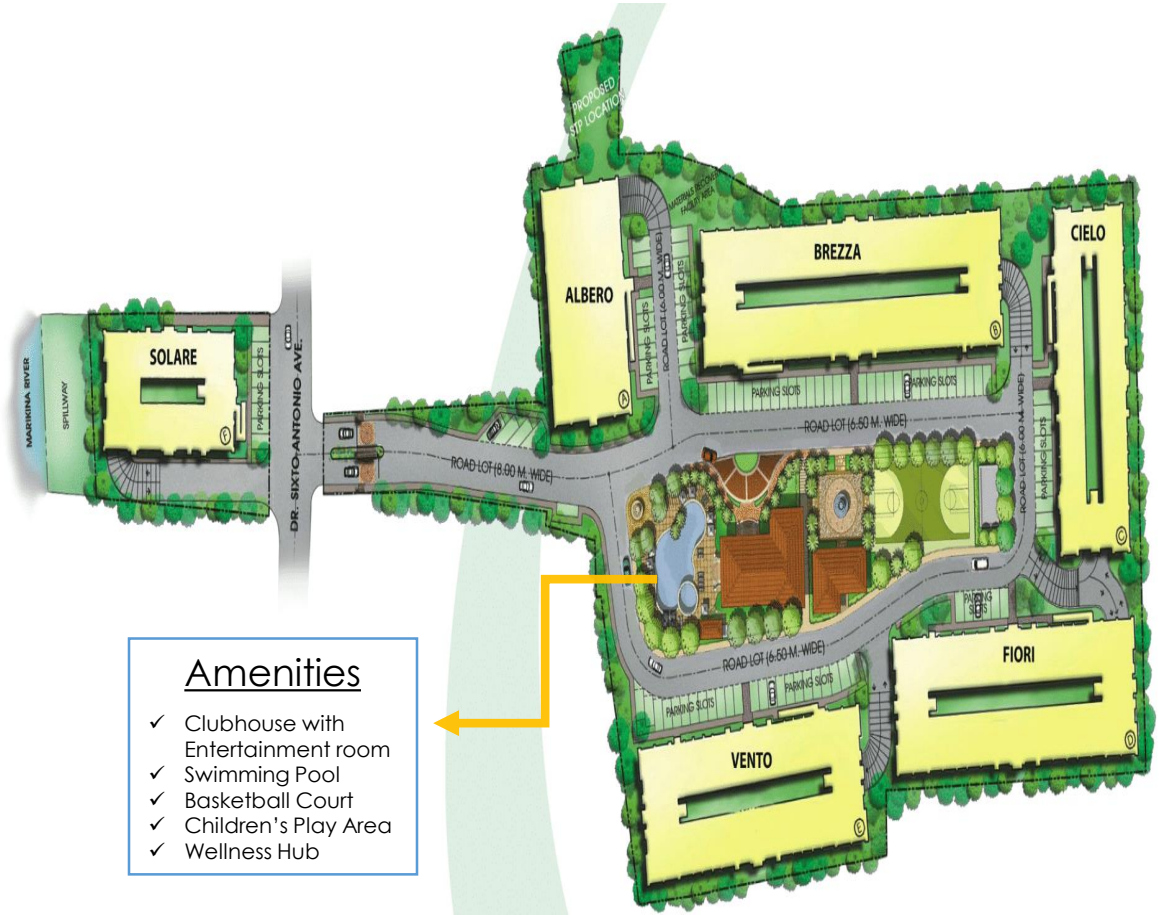 PROPOSED
STP LOCATION
MATERIALS RECOVERY
FACILITY AREA
ALBERO
A
PARKING SLOTS
PARKING SLOTS
ROAD LOT (6.00 M. WIDE)
BREZZA
B
PARKING SLOTS
PARKING SLOTS
CIELO
C
ROAD LOT (6.00 M. WIDE)
PARKING SLOTS
MARIKINA RIVER
SPILLWAY
SOLARE
F
PARKING SLOTS
DR. SIXTO ANTONIO AVE.
ROAD LOT (8.00 M. WIDE)
ROAD LOT (6.50 M. WIDE)
ROAD LOT (6.50 M. WIDE)
PARKING
SLOTS
FIORI
D
PARKING SLOTS
PARKING SLOTS
VENTO
E
Amenities
✓ Clubhouse with
Entertainment room
✓ Swimming Pool
✓ Basketball Court
✓ Children's Play Area
✓ Wellness Hub